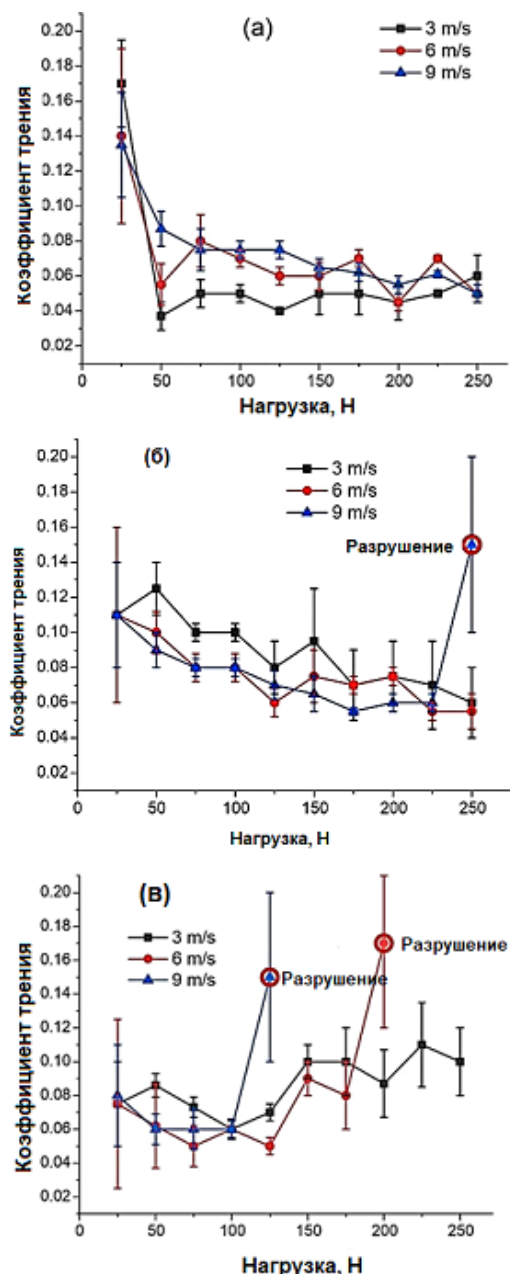 (а)
3 m/s
6 m/s
9 m/s
Коэффициент трения
0.20
0.18
0.16
0.14
0.12
0.10
0.08
0.06
0.04
0.02
0 50 100 150 200 250
Нагрузка, Н
(б)
3 m/s
6 m/s
9 m/s
Разрушение
Коэффициент трения
0.20
0.18
0.16
0.14
0.12
0.10
0.08
0.06
0.04
0.02
0 50 100 150 200 250
Нагрузка, Н
(в)
3 m/s
6 m/s
9 m/s
Разрушение
Разрушение
Коэффициент трения
0.20
0.18
0.16
0.14
0.12
0.10
0.08
0.06
0.04
0.02
0 50 100 150 200 250
Нагрузка, Н